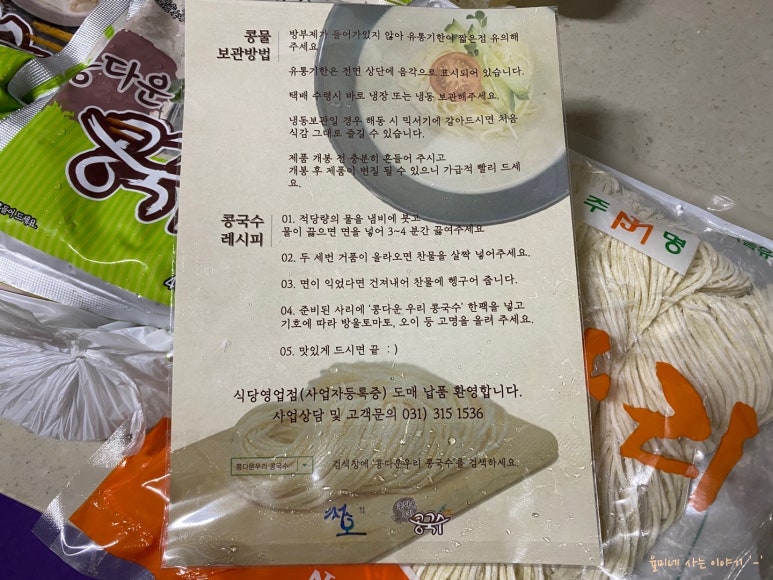 콩물
보관방법
방부제가 들어가있지 않아 유통기한이 짧은점 유의해
주세요.
유통기한은 전면 상단에 음각으로 표시되어 있습니다.
택배 수령시 바로 냉장 또는 냉동 보관해주세요.
냉동보관일 경우 해동 시 믹서기에 갈아드시면 처음
식감 그대로 즐길 수 있습니다.
제품 개봉 전 충분히 흔들어 주시고
개봉 후 제품이 변질 될 수 있으니 가급적 빨리 드세
요.
콩국수
레시피
01. 적당량의 물을 냄비에 붓고
물이 끓으면 면을 넣어 3~4 분간 끓여주세요
02. 두 세번 거품이 올라오면 찬물을 살짝 넣어주세요.
03. 면이 익었다면 건져내어 찬물에 헹구어 줍니다.
04. 준비된 사리에 '콩다운 우리 콩국수' 한팩을 넣고
기호에 따라 방울토마토, 오이 등 고명을 올려 주세요.
05. 맛있게 드시면 끝 :)
식당영업점(사업자등록증) 도매 납품 환영합니다.
사업상담 및 고객문의 031) 315 1536
콩다운우리 콩국수
검색창에 '콩다운우리 콩국수'를 검색하세요.
콩국수
다운
주 명
율미네 사는 이야기 '-'